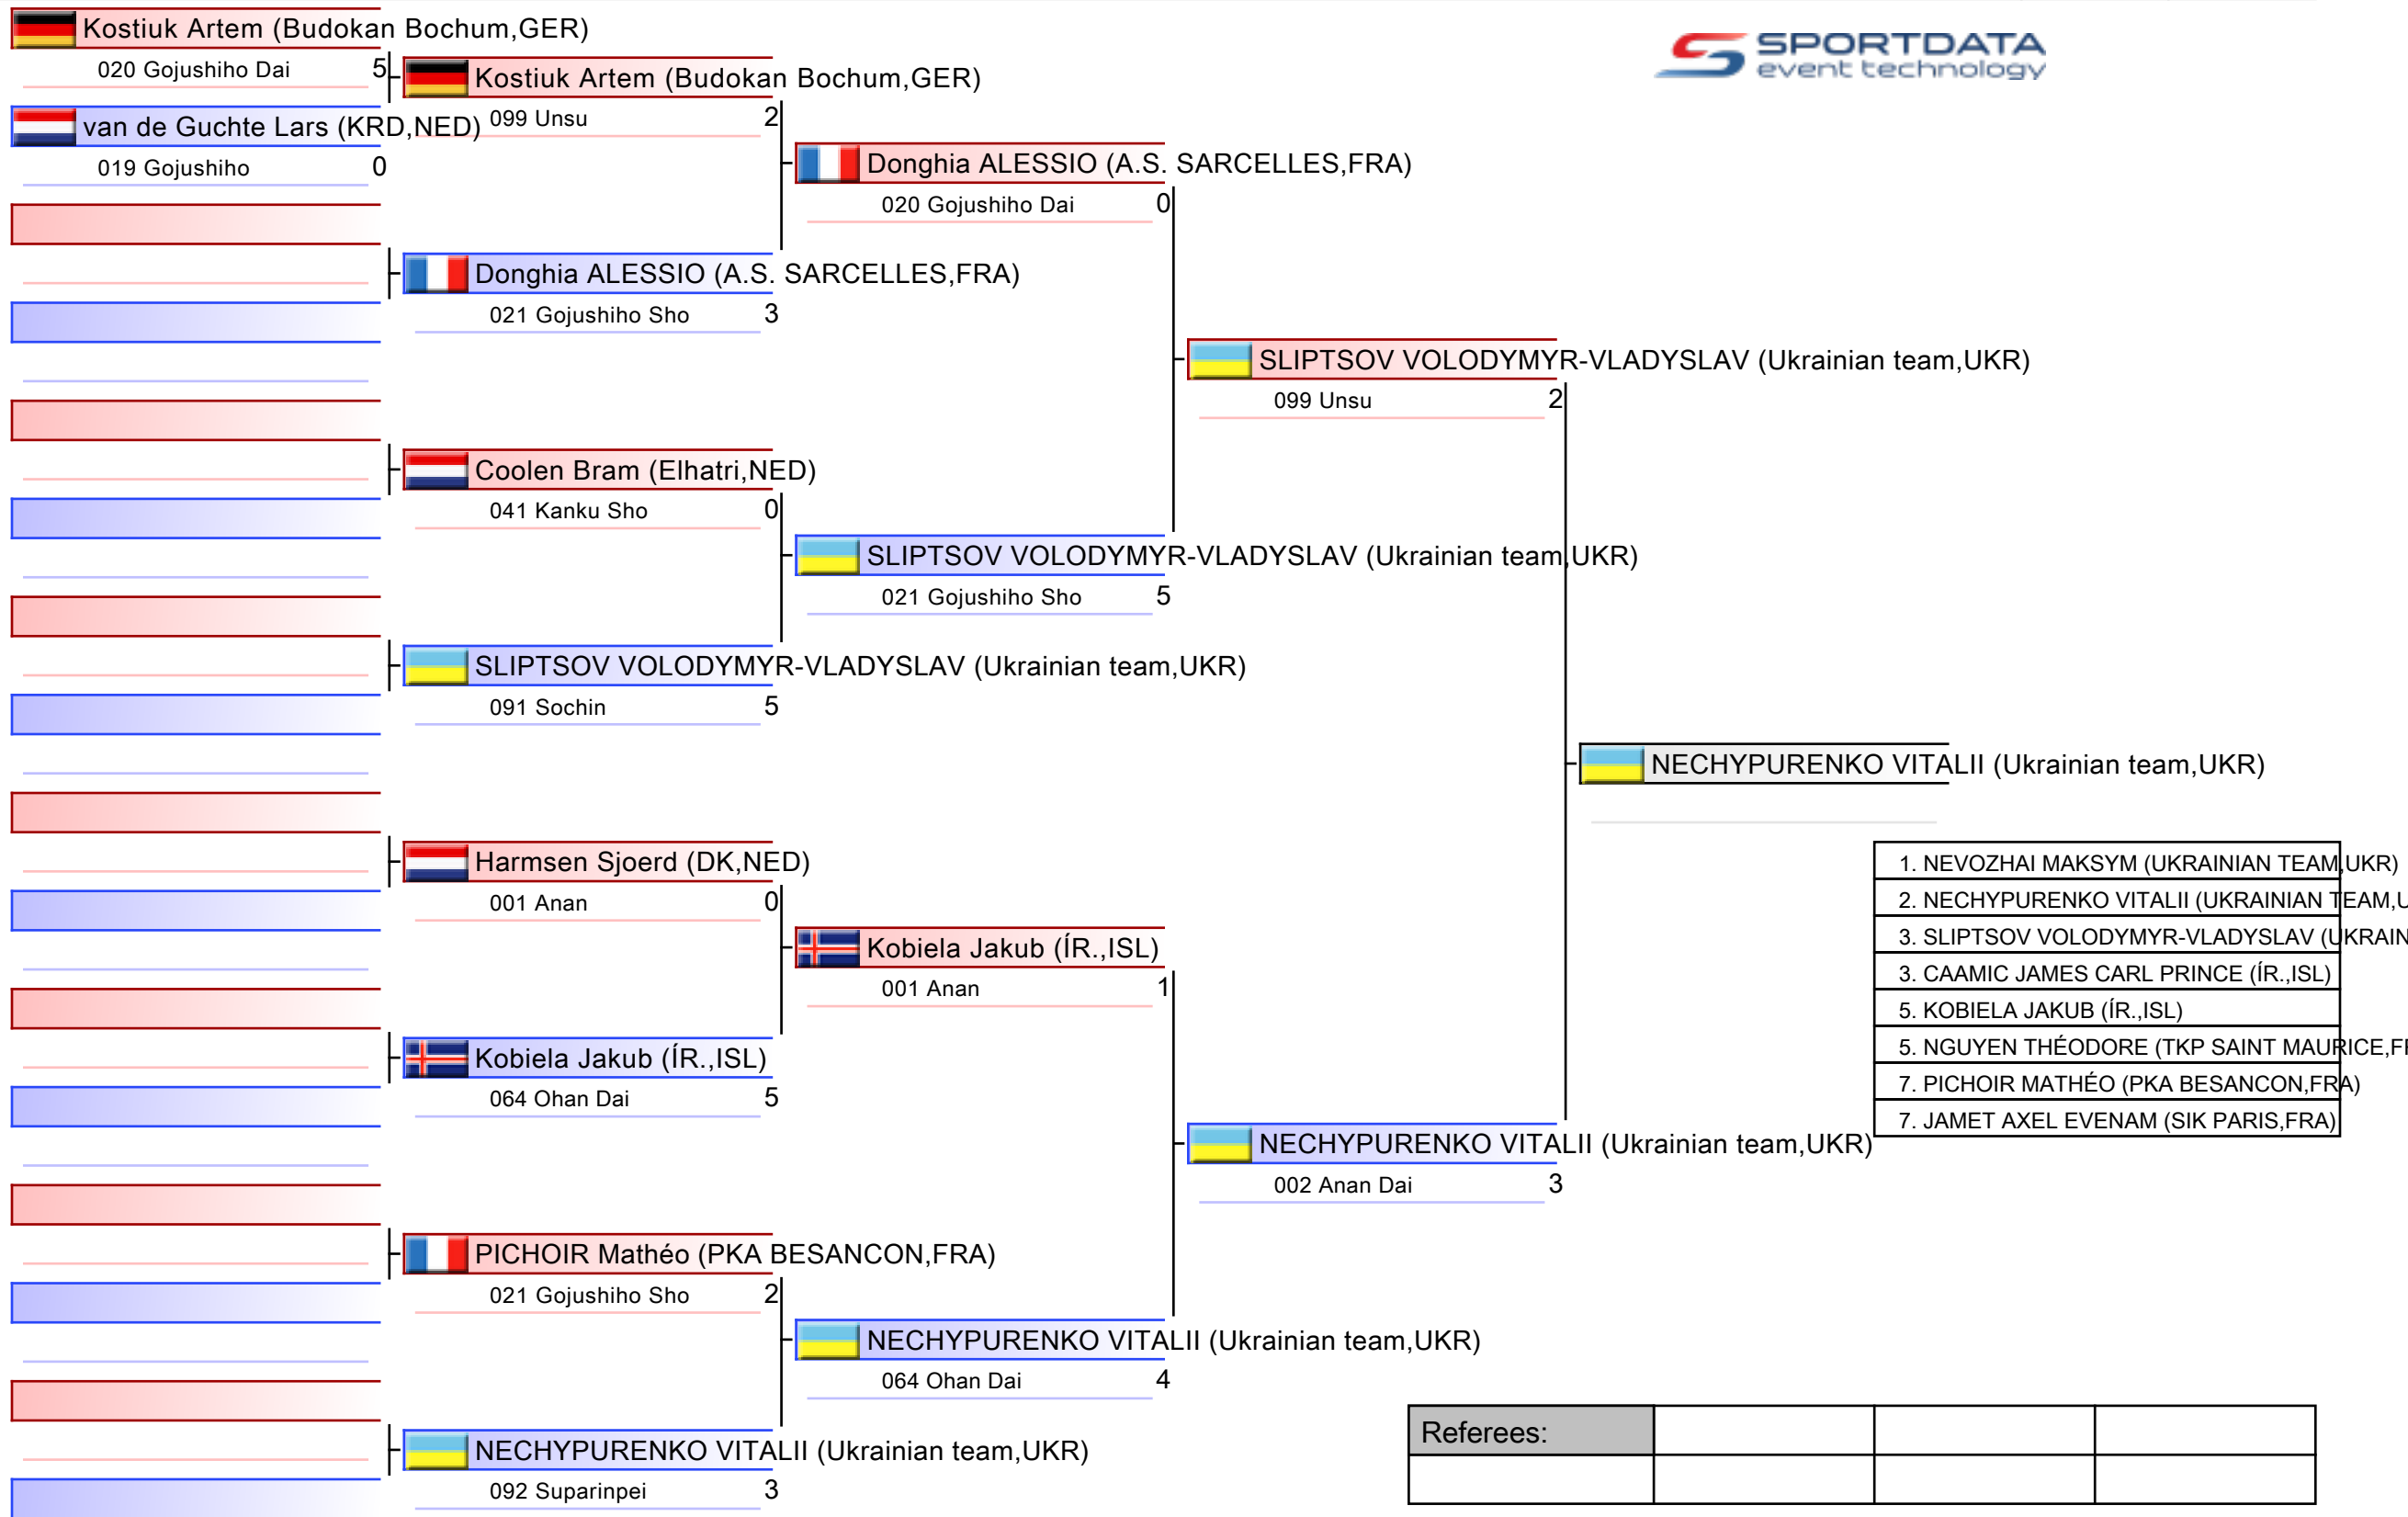 Kostiuk Artem (Budokan Bochum,GER)
020 Gojushiho Dai 5
van de Guchte Lars (KRD,NED)
019 Gojushiho 0
Kostiuk Artem (Budokan Bochum,GER)
099 Unsu 2
Donghia ALESSIO (A.S. SARCELLES,FRA)
021 Gojushiho Sho 3
Coolen Bram (Elhatri,NED)
041 Kanku Sho 0
SLIPTSOV VOLODYMYR-VLADYSLAV (Ukrainian team,UKR)
091 Sochin 5
Harmsen Sjoerd (DK,NED)
001 Anan 0
Kobiela Jakub (ÍR.,ISL)
064 Ohan Dai 5
PICHOIR Mathéo (PKA BESANCON,FRA)
021 Gojushiho Sho 2
NECHYPURENKO VITALII (Ukrainian team,UKR)
092 Suparinpei 3
Donghia ALESSIO (A.S. SARCELLES,FRA)
020 Gojushiho Dai 0
SLIPTSOV VOLODYMYR-VLADYSLAV (Ukrainian team,UKR)
021 Gojushiho Sho 5
Kobiela Jakub (ÍR.,ISL)
001 Anan 1
NECHYPURENKO VITALII (Ukrainian team,UKR)
064 Ohan Dai 4
SLIPTSOV VOLODYMYR-VLADYSLAV (Ukrainian team,UKR)
099 Unsu 2
NECHYPURENKO VITALII (Ukrainian team,UKR)
002 Anan Dai 3
NECHYPURENKO VITALII (Ukrainian team,UKR)
SPORTDATA
event technology
1. NEVOZHAI MAKSYM (UKRAINIAN TEAM,UKR)
2. NECHYPURENKO VITALII (UKRAINIAN TEAM,U
3. SLIPTSOV VOLODYMYR-VLADYSLAV (UKRAIN
3. CAAMIC JAMES CARL PRINCE (ÍR.,ISL)
5. KOBIELA JAKUB (ÍR.,ISL)
5. NGUYEN THÉODORE (TKP SAINT MAURICE,FR
7. PICHOIR MATHÉO (PKA BESANCON,FRA)
7. JAMET AXEL EVENAM (SIK PARIS,FRA)
Referees: